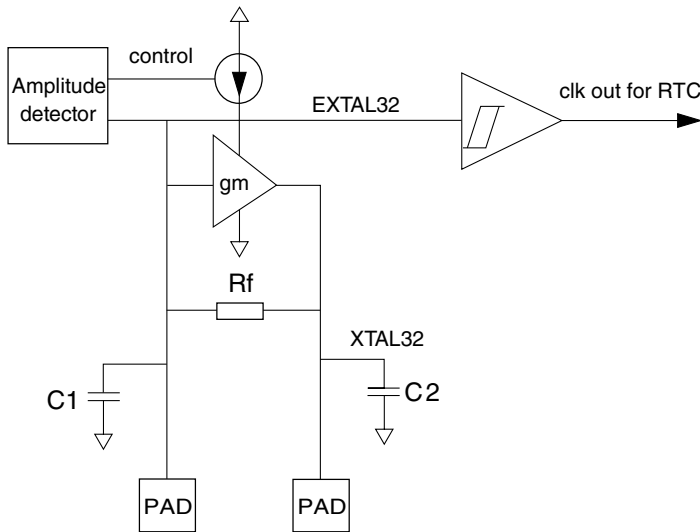 control
Amplitude
detector
EXTAL32
clk out for RTC
gm
Rf
XTAL32
C1
C2
PAD
PAD